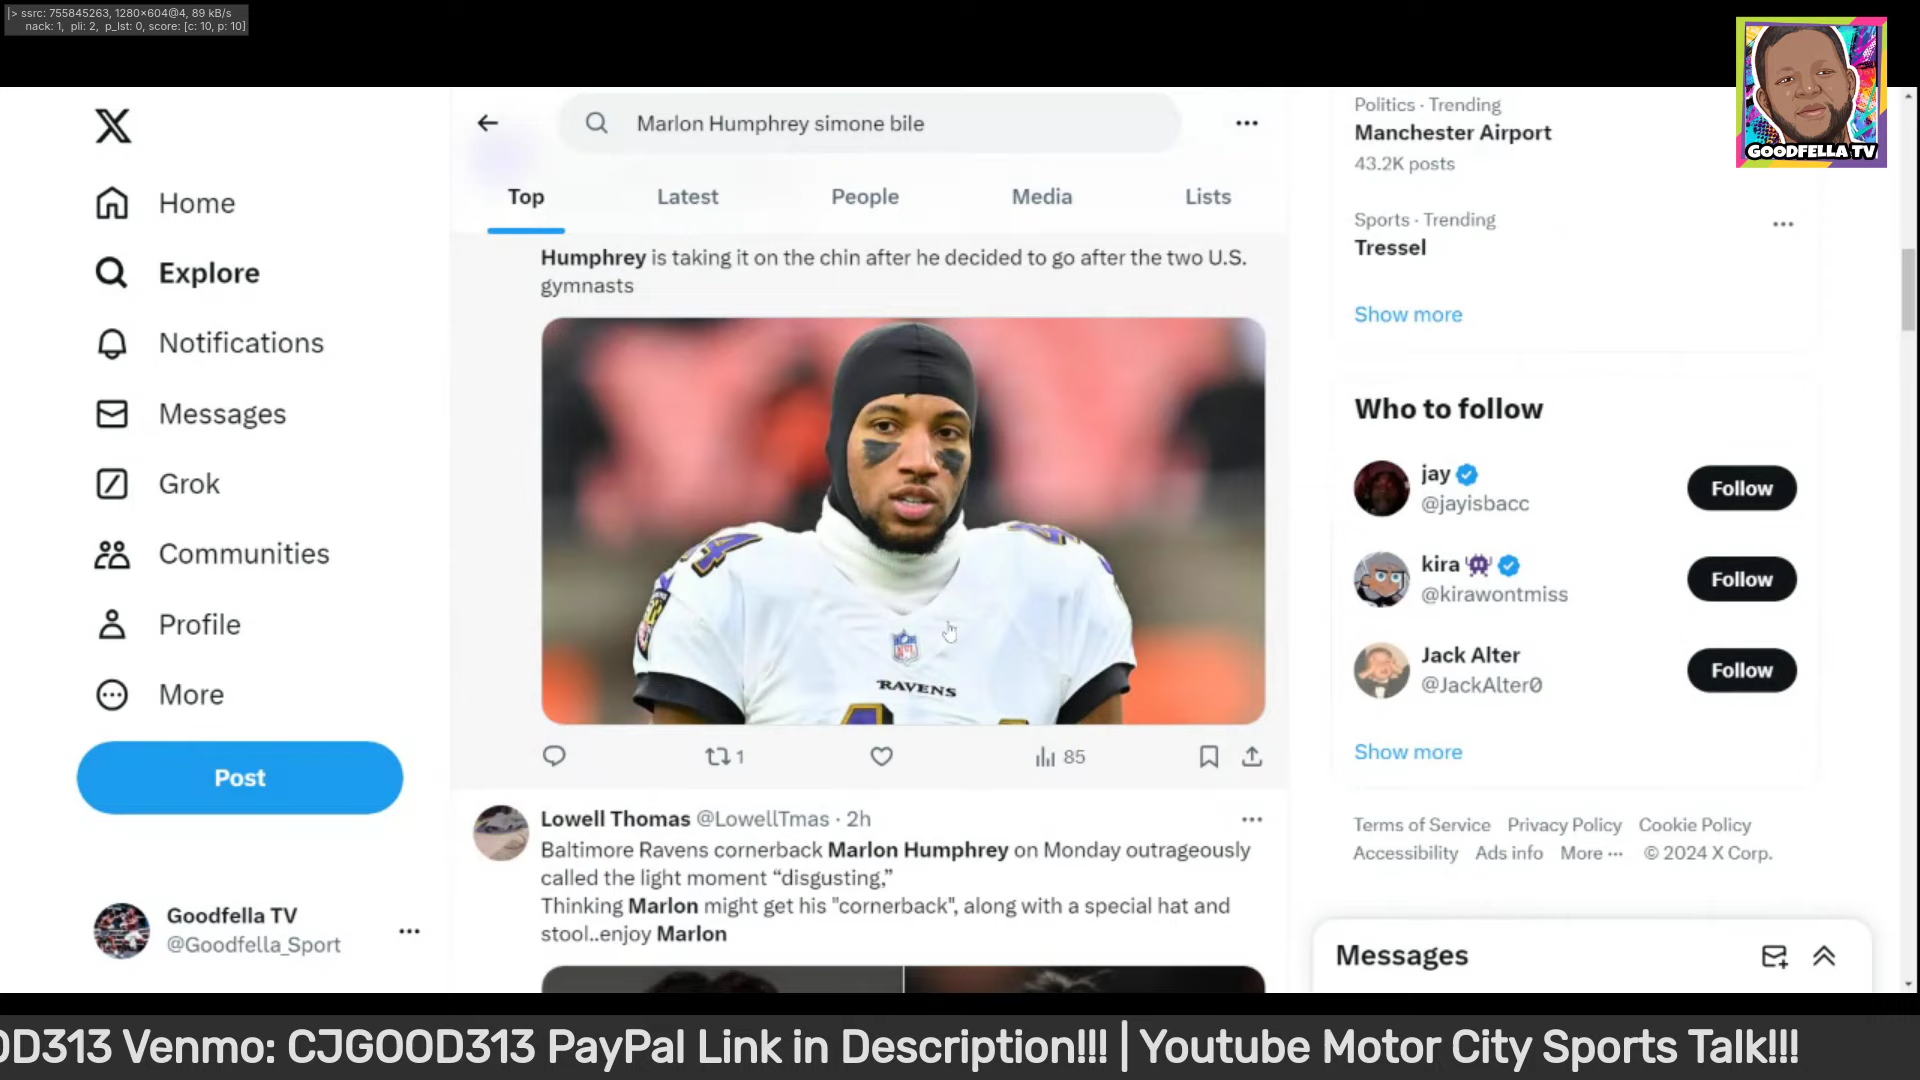 |> ssrc: 755845263, 1280×604@4, 89 kB/s
nack: 1, pli: 2, p_lst: 0, score: [c: 10, p: 10]
GOODFELLA TV
X
Home
Explore
Notifications
Messages
Grok
Communities
Profile
More
Post
Goodfella TV
@Goodfella_Sport
Marlon Humphrey simone bile
Top
Latest
People
Media
Lists
Humphrey is taking it on the chin after he decided to go after the two U.S.
gymnasts
RAVENS
1
85
Lowell Thomas @LowellTmas · 2h
Baltimore Ravens cornerback Marlon Humphrey on Monday outrageously
called the light moment “disgusting,”
Thinking Marlon might get his "cornerback", along with a special hat and
stool..enjoy Marlon
Politics · Trending
Manchester Airport
43.2K posts
Sports · Trending
Tressel
Show more
Who to follow
jay
@jayisbacc
Follow
kira
@kirawontmiss
Follow
Jack Alter
@JackAlter0
Follow
Show more
Terms of Service Privacy Policy Cookie Policy
Accessibility Ads info More ··· © 2024 X Corp.
Messages
OD313 Venmo: CJGOOD313 PayPal Link in Description!!! | Youtube Motor City Sports Talk!!!